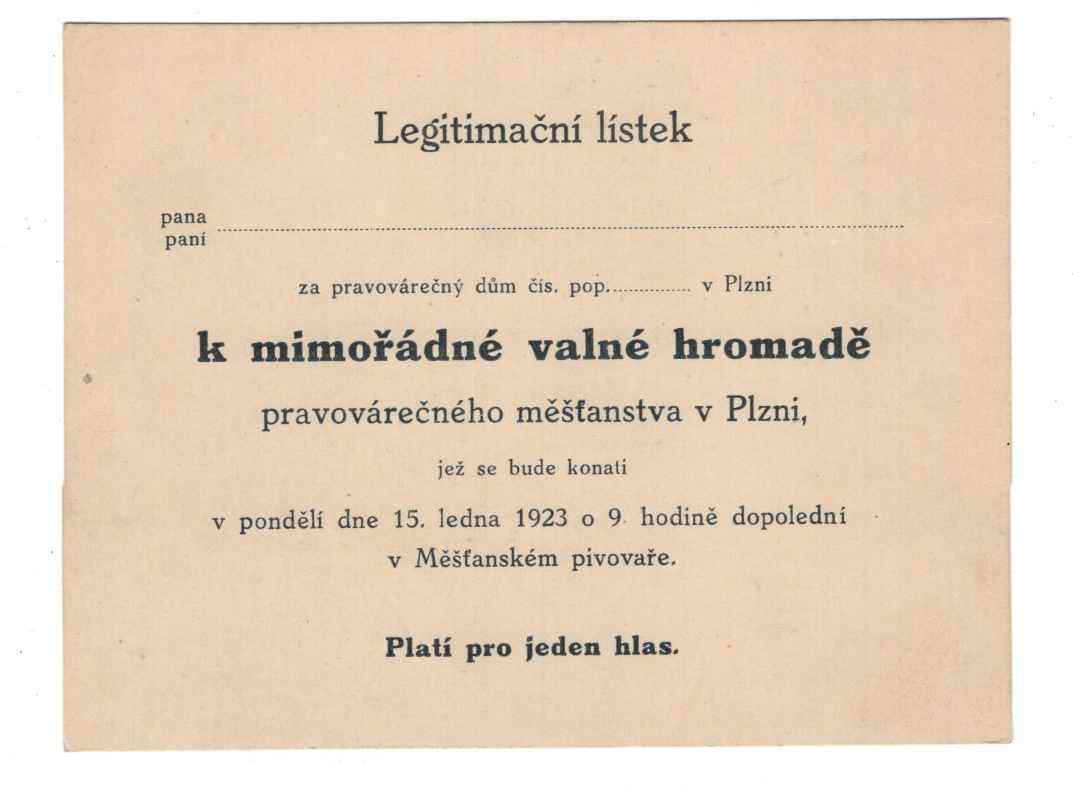 Legitimační lístek
pana
paní
za pravovárečný dům čís. pop. v Plzni
k mimořádné valné hromadě
pravovárečného měšťanstva v Plzni,
jež se bude konati
v pondělí dne 15. ledna 1923 o 9. hodině dopolední
v Měšťanském pivovaře.
Platí pro jeden hlas.